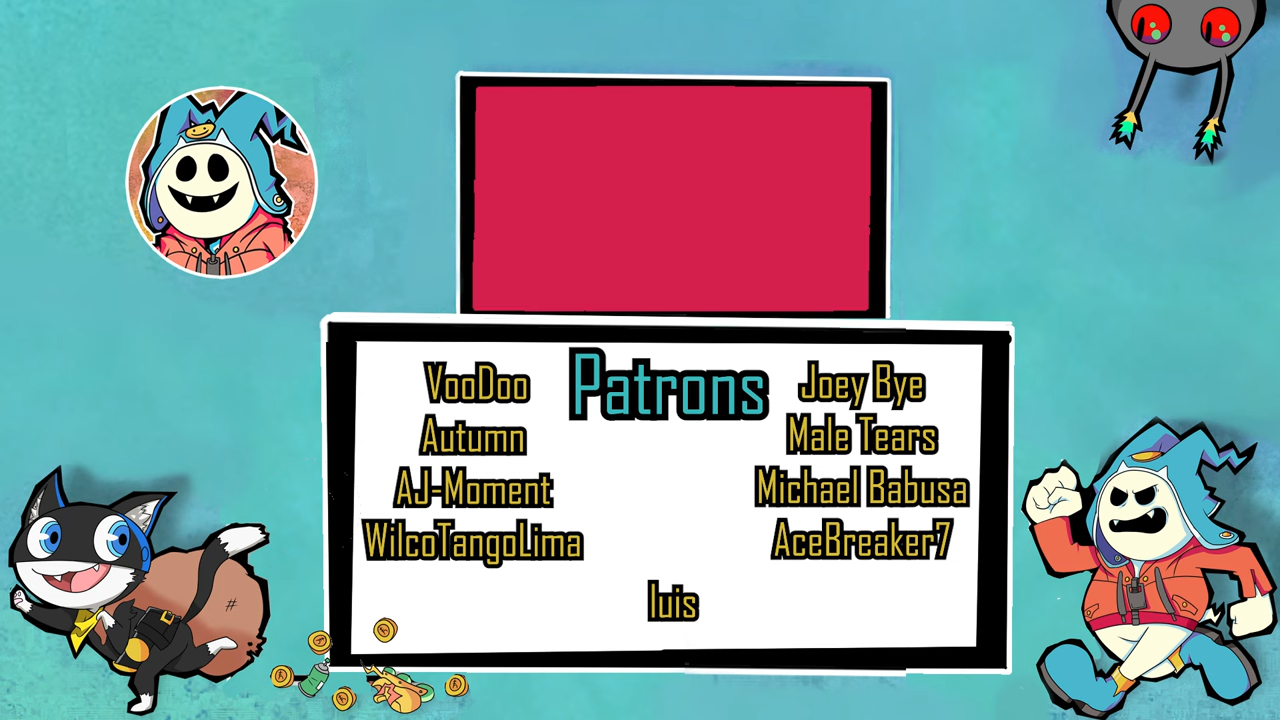 Patrons
VooDoo
Autumn
AJ-Moment
WilcoTangoLima
Joey Bye
Male Tears
Michael Babusa
AceBreaker7
luis